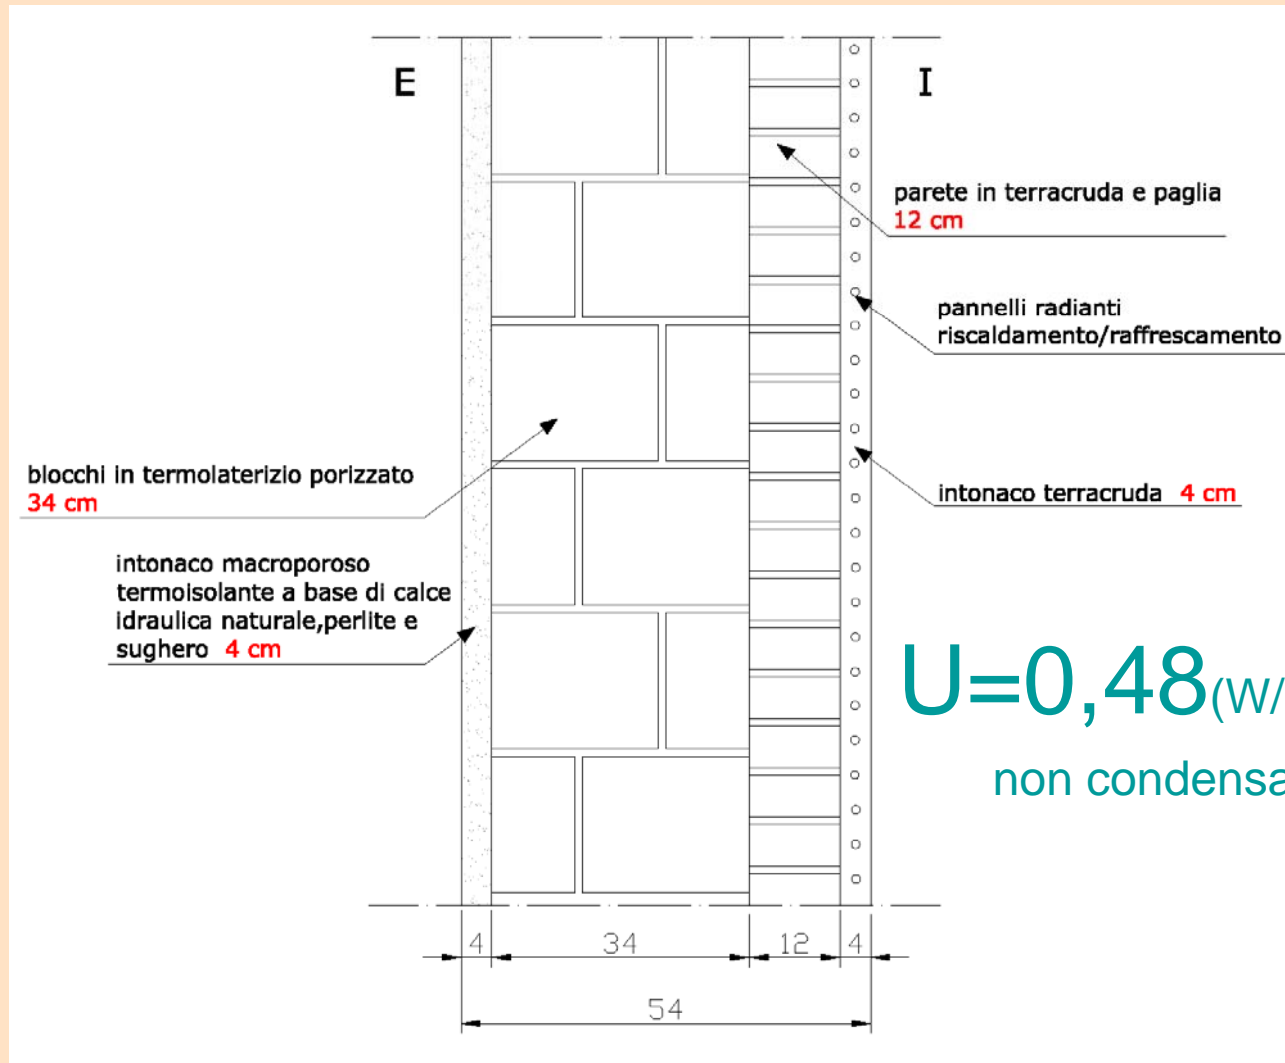 E
I
parete in terracruda e paglia
12 cm
pannelli radianti
riscaldamento/raffrescamento
blocchi in termolaterizio porizzato
34 cm
intonaco terracruda 4 cm
intonaco macroporoso
termoisolante a base di calce
idraulica naturale,perlite e
sughero 4 cm
U=0,48(W/
non condensa
4 34 12 4
54